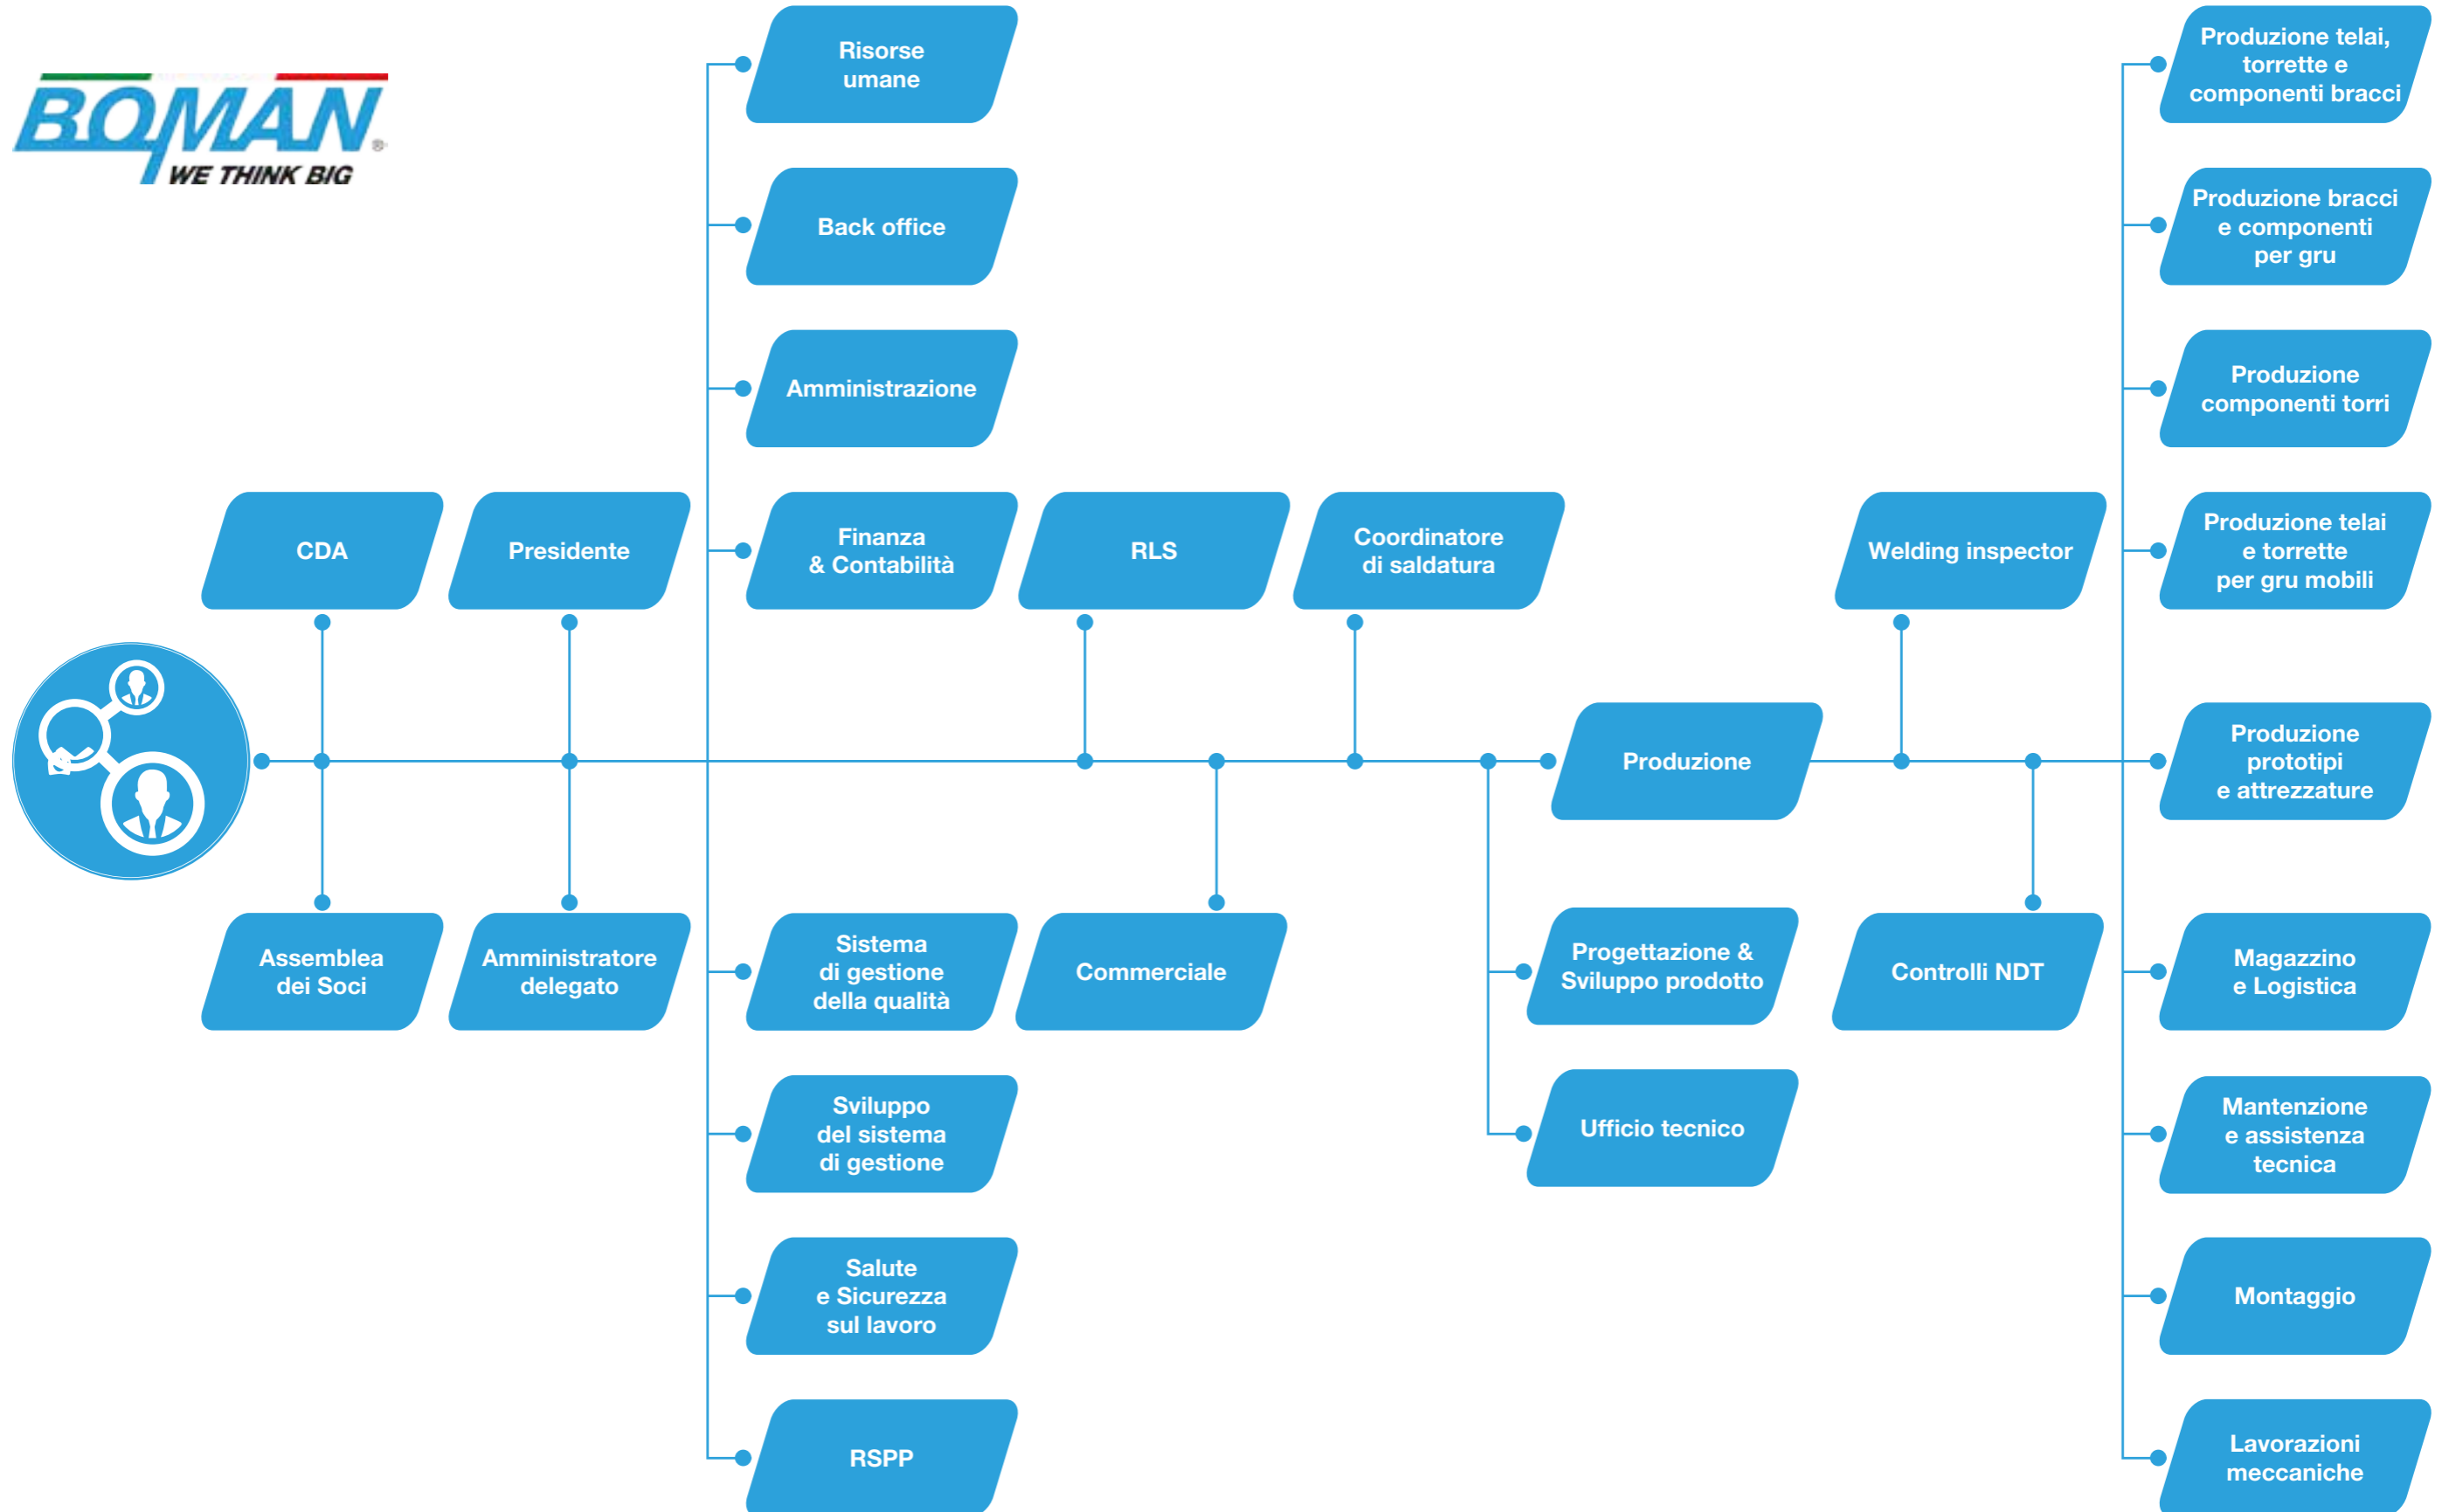 BOMAN®
WE THINK BIG
Risorse
umane
Back office
Amministrazione
Finanza
& Contabilità
CDA
Presidente
RLS
Coordinatore
di saldatura
Welding inspector
Assemblea
dei Soci
Amministratore
delegato
Sistema
di gestione
della qualità
Commerciale
Sviluppo
del sistema
di gestione
Salute
e Sicurezza
sul lavoro
RSPP
Produzione
Progettazione &
Sviluppo prodotto
Ufficio tecnico
Controlli NDT
Produzione telai,
torrette e
componenti bracci
Produzione bracci
e componenti
per gru
Produzione
componenti torri
Produzione telai
e torrette
per gru mobili
Produzione
prototipi
e attrezzature
Magazzino
e Logistica
Mantenzione
e assistenza
tecnica
Montaggio
Lavorazioni
meccaniche